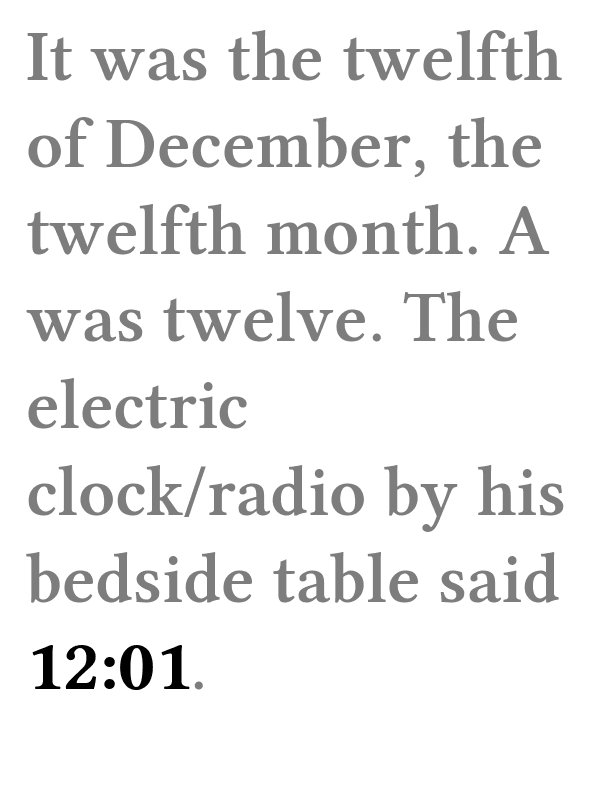 It was the twelfth
of December, the
twelfth month. A
was twelve. The
electric
clock/radio by his
bedside table said
12:01.